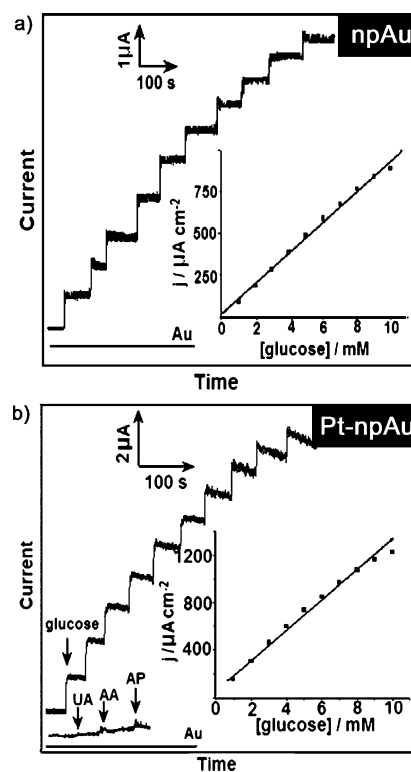 a)
npAu
1µA
100 s
Current
j / µA cm-2
750
500
250
0 2 4 6 8 10
[glucose] / mM
Au
Time
b)
Pt-npAu
2µA
100 s
Current
glucose
UA
AA
AP
j /µA cm-2
1200
800
400
0 2 4 6 8 10
[glucose] / mM
Au
Time